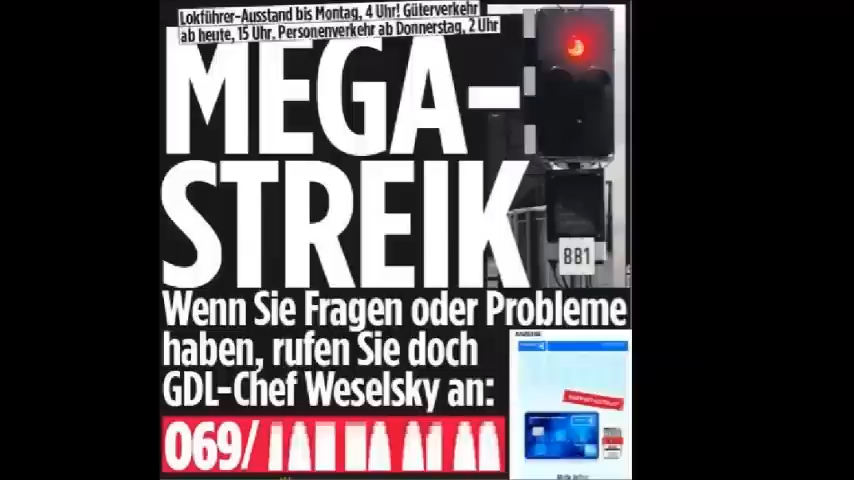 Lokführer-Ausstand bis Montag, 4 Uhr! Güterverkehr
ab heute, 15 Uhr, Personenverkehr ab Donnerstag, 2 Uhr
MEGA-
STREIK
BB1
Wenn Sie Fragen oder Probleme
haben, rufen Sie doch
GDL-Chef Weselsky an:
069/